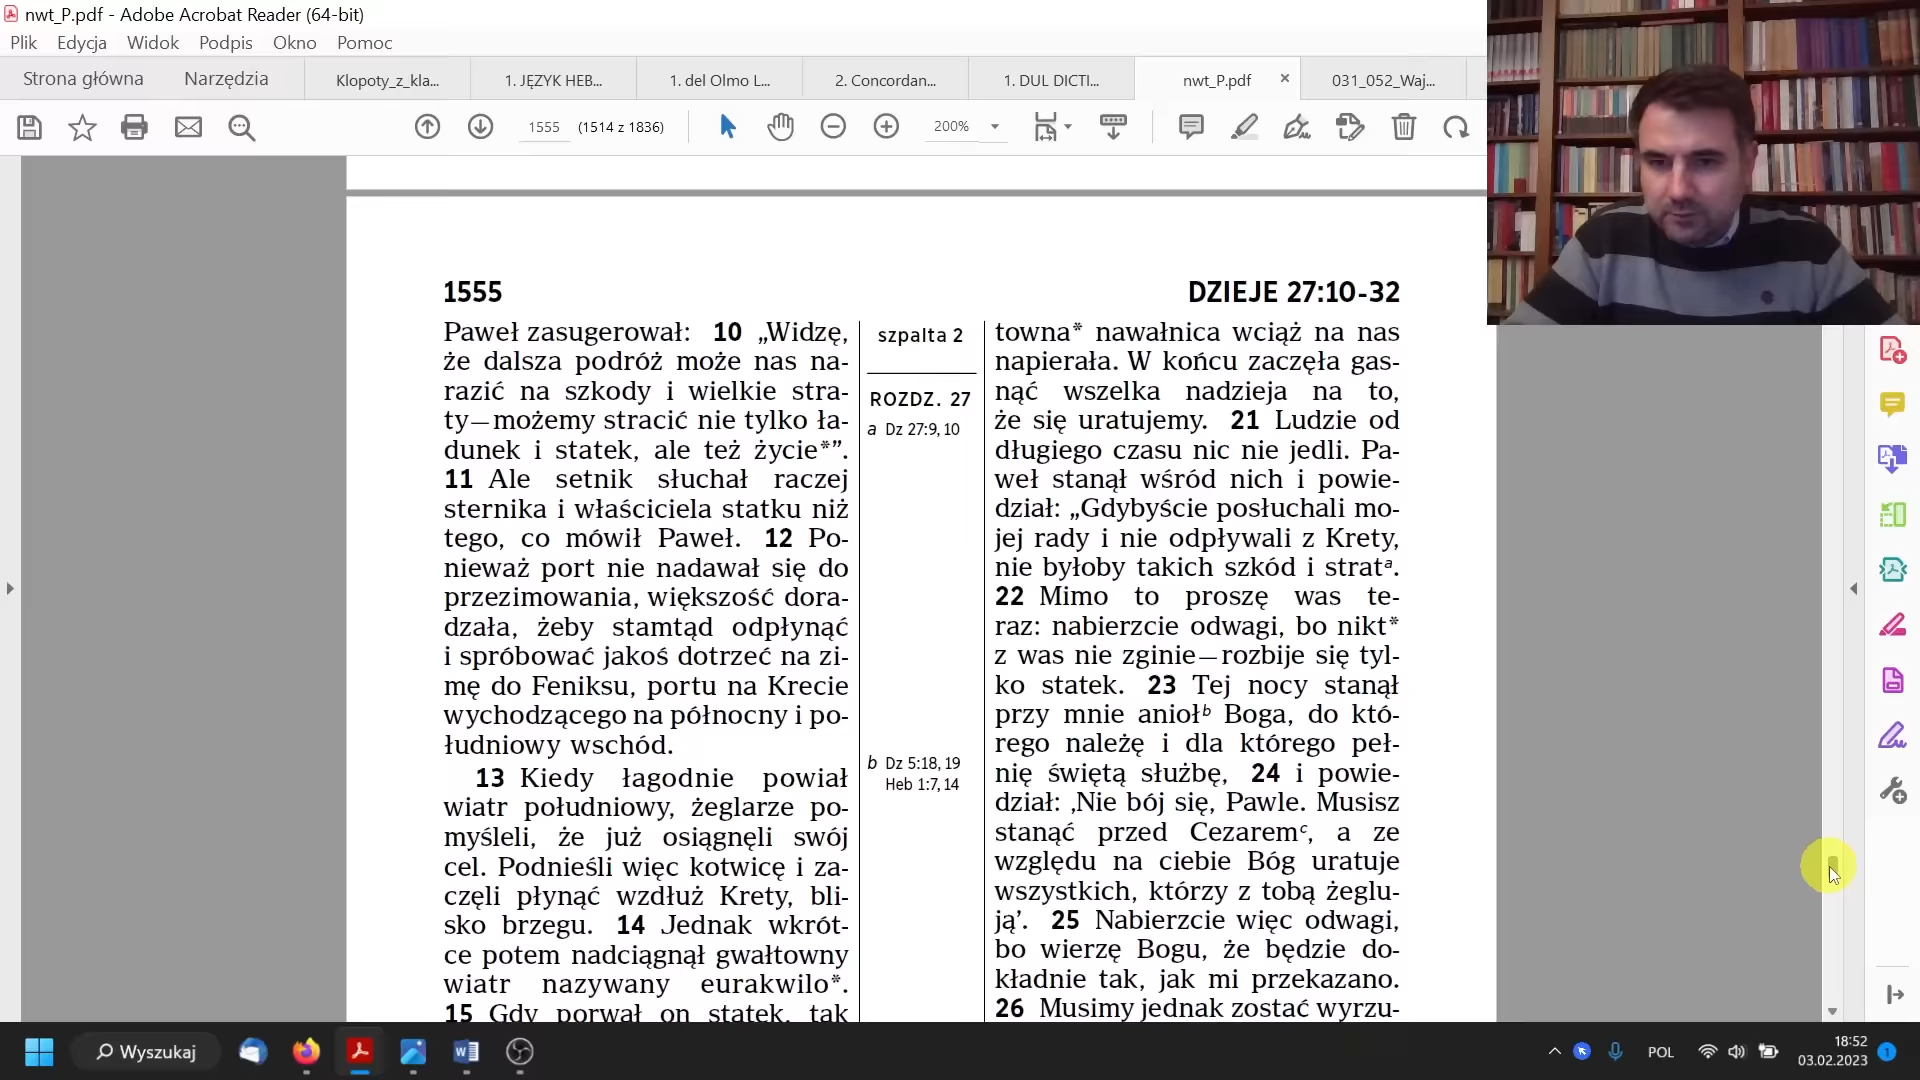 nwt_P.pdf - Adobe Acrobat Reader (64-bit)
Plik Edycja Widok Podpis Okno Pomoc
Strona główna Narzędzia Klopoty_z_kla... 1. JĘZYK HEB... 1. del Olmo L... 2. Concordan... 1. DUL DICTI... nwt_P.pdf 031_052_Waj...
1555 (1514 z 1836) 200%
1555
DZIEJE 27:10-32
Paweł zasugerował: 10 „Widzę,
że dalsza podróż może nas na-
razić na szkody i wielkie stra-
ty—możemy stracić nie tylko ła-
dunek i statek, ale też życie*”.
11 Ale setnik słuchał raczej
sternika i właściciela statku niż
tego, co mówił Paweł. 12 Po-
nieważ port nie nadawał się do
przezimowania, większość dora-
dzała, żeby stamtąd odpłynąć
i spróbować jakoś dotrzeć na zi-
mę do Feniksu, portu na Krecie
wychodzącego na północny i po-
łudniowy wschód.
13 Kiedy łagodnie powiał
wiatr południowy, żeglarze po-
myśleli, że już osiągnęli swój
cel. Podnieśli więc kotwicę i za-
częli płynąć wzdłuż Krety, bli-
sko brzegu. 14 Jednak wkrót-
ce potem nadciągnął gwałtowny
wiatr nazywany eurakwilo*.
15 Gdy porwał on statek, tak
szpalta 2
ROZDZ. 27
a Dz 27:9, 10
b Dz 5:18, 19
Heb 1:7, 14
towna* nawałnica wciąż na nas
napierała. W końcu zaczęła gas-
nąć wszelka nadzieja na to,
że się uratujemy. 21 Ludzie od
długiego czasu nic nie jedli. Pa-
weł stanął wśród nich i powie-
dział: „Gdybyście posłuchali mo-
jej rady i nie odpływali z Krety,
nie byłoby takich szkód i stratᵃ.
22 Mimo to proszę was te-
raz: nabierzcie odwagi, bo nikt*
z was nie zginie—rozbije się tyl-
ko statek. 23 Tej nocy stanął
przy mnie aniołᵇ Boga, do któ-
rego należę i dla którego peł-
nię świętą służbę, 24 i powie-
dział: ‚Nie bój się, Pawle. Musisz
stanąć przed Cezaremᶜ, a ze
względu na ciebie Bóg uratuje
wszystkich, którzy z tobą żeglu-
ją’. 25 Nabierzcie więc odwagi,
bo wierzę Bogu, że będzie do-
kładnie tak, jak mi przekazano.
26 Musimy jednak zostać wyrzu-
Wyszukaj
POL
18:52
03.02.2023
1